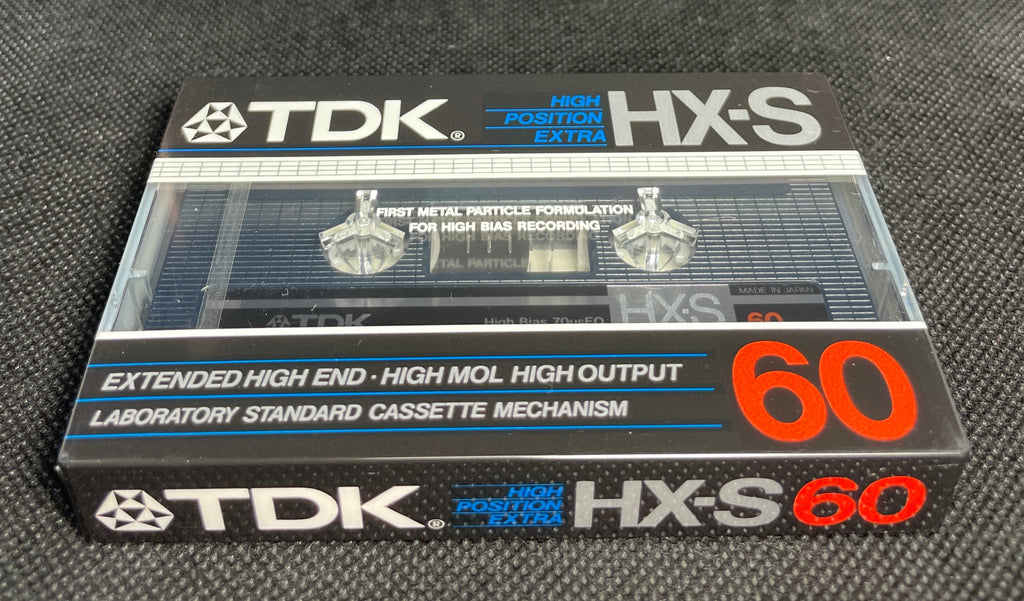 TDK®
HIGH
POSITION
EXTRA
HX-S
FIRST METAL PARTICLE FORMULATION
FOR HIGH BIAS RECORDING
MADE IN JAPAN
TDK
High Bias 70µsEQ
HX-S
60
EXTENDED HIGH END · HIGH MOL HIGH OUTPUT
LABORATORY STANDARD CASSETTE MECHANISM
60
TDK®
HIGH
POSITION
EXTRA
HX-S 60